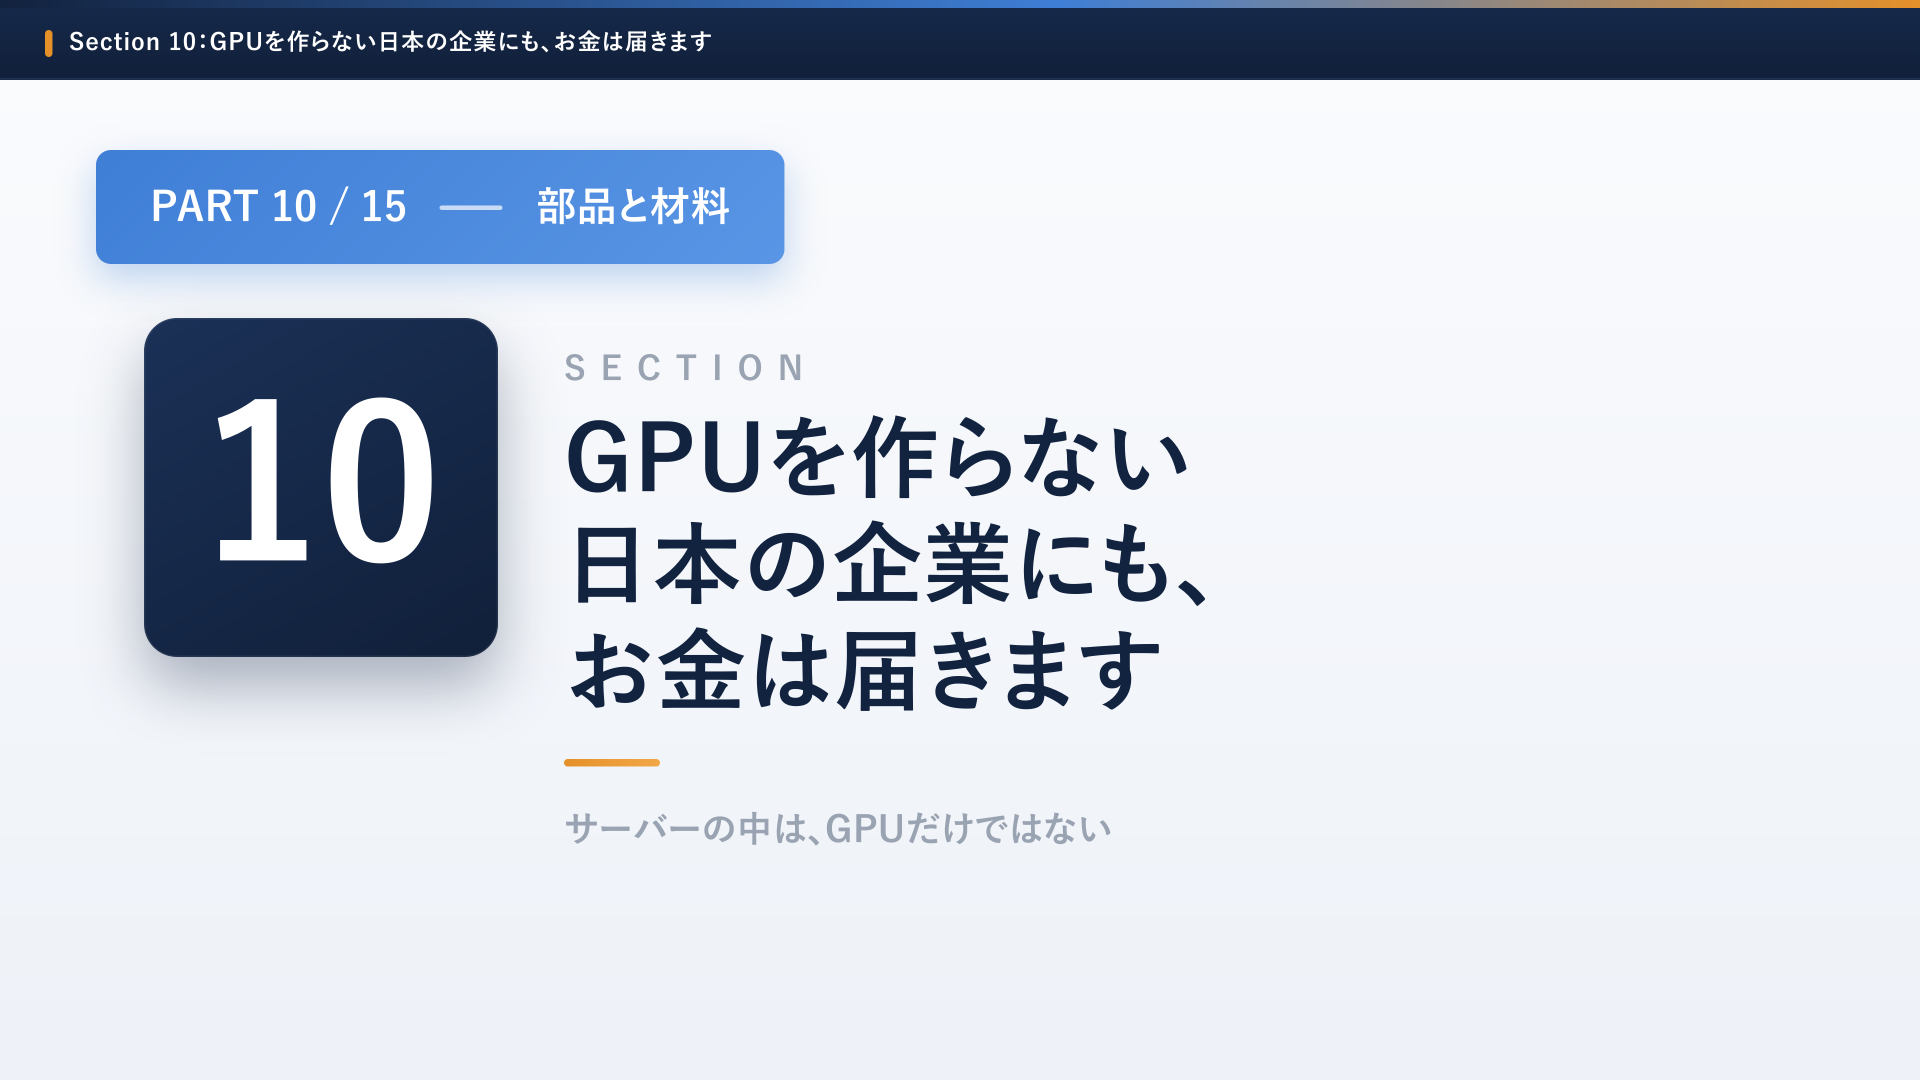 Section 10：GPUを作らない日本の企業にも、お金は届きます
PART 10 / 15 — 部品と材料
10
SECTION
GPUを作らない
日本の企業にも、
お金は届きます
サーバーの中は、GPUだけではない